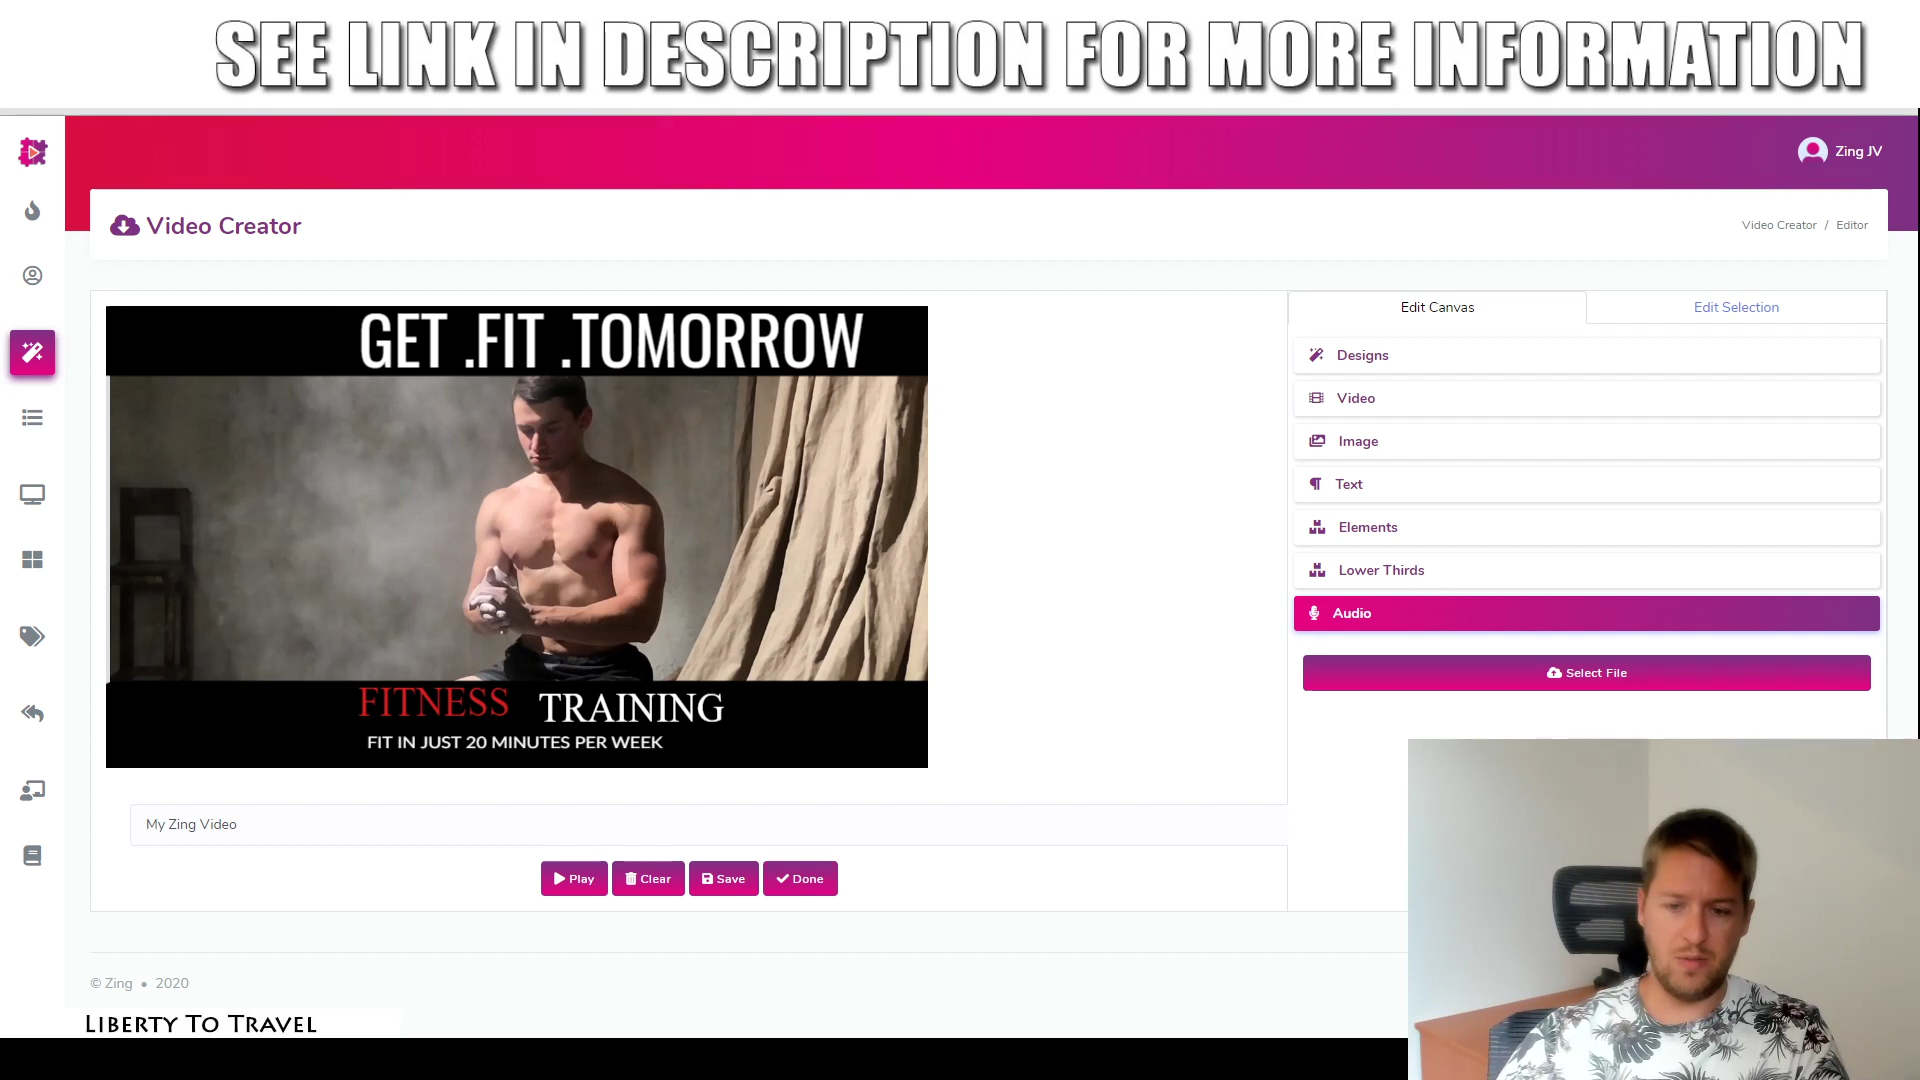 SEE LINK IN DESCRIPTION FOR MORE INFORMATION
Zing JV
Video Creator
Video Creator / Editor
Edit Canvas
Edit Selection
GET .FIT .TOMORROW
Designs
Video
Image
Text
Elements
Lower Thirds
Audio
Select File
FITNESS TRAINING
FIT IN JUST 20 MINUTES PER WEEK
My Zing Video
Play
Clear
Save
Done
© Zing • 2020
LIBERTY TO TRAVEL